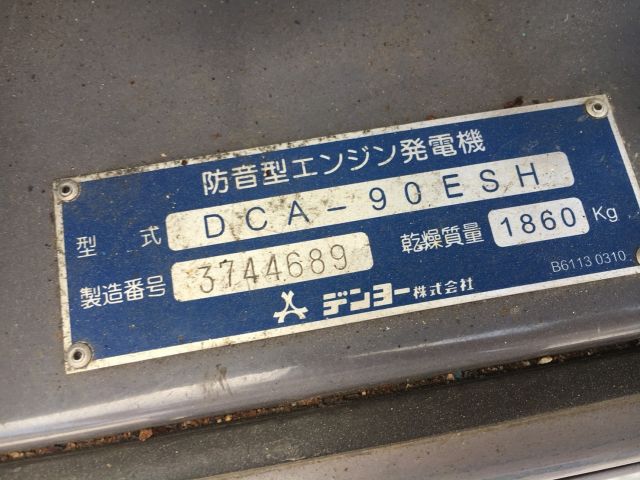 防音型エンジン発電機
型 式 DCA-90ESH
製造番号 3744689 乾燥質量 1860 Kg
デンヨー株式会社 B6113 0310